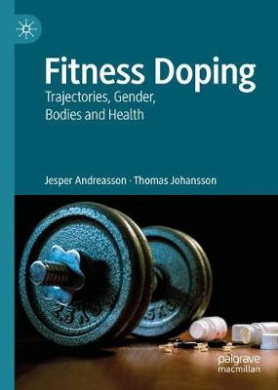 Fitness Doping
Trajectories, Gender,
Bodies and Health
Jesper Andreasson · Thomas Johansson
palgrave
macmillan